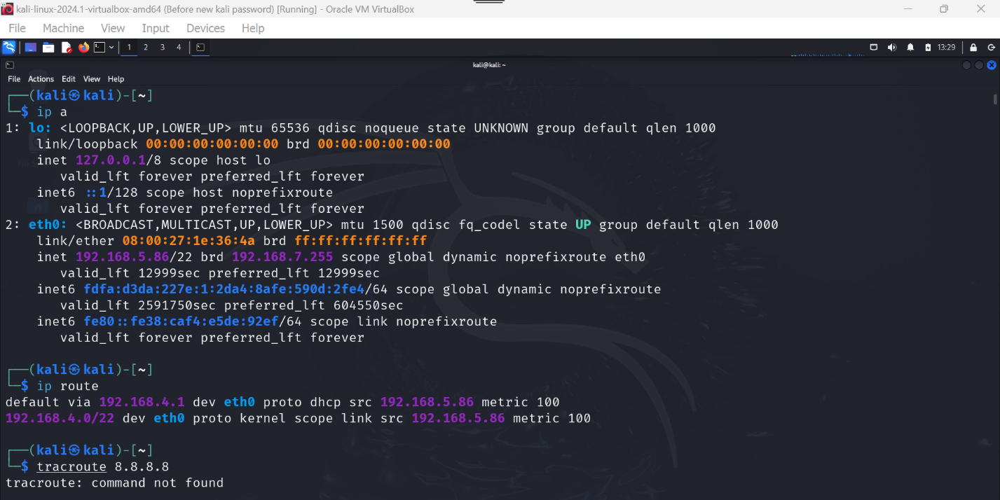 kali-linux-2024.1-virtualbox-amd64 (Before new kali password) [Running] - Oracle VM VirtualBox
File Machine View Input Devices Help
1 2 3 4 13:29
kali@kali: ~
File Actions Edit View Help
┌──(kali㉿kali)-[~]
└─$ ip a
1: lo: <LOOPBACK,UP,LOWER_UP> mtu 65536 qdisc noqueue state UNKNOWN group default qlen 1000
link/loopback 00:00:00:00:00:00 brd 00:00:00:00:00:00
inet 127.0.0.1/8 scope host lo
valid_lft forever preferred_lft forever
inet6 ::1/128 scope host noprefixroute
valid_lft forever preferred_lft forever
2: eth0: <BROADCAST,MULTICAST,UP,LOWER_UP> mtu 1500 qdisc fq_codel state UP group default qlen 1000
link/ether 08:00:27:1e:36:4a brd ff:ff:ff:ff:ff:ff
inet 192.168.5.86/22 brd 192.168.7.255 scope global dynamic noprefixroute eth0
valid_lft 12999sec preferred_lft 12999sec
inet6 fdfa:d3da:227e:1:2da4:8afe:590d:2fe4/64 scope global dynamic noprefixroute
valid_lft 2591750sec preferred_lft 604550sec
inet6 fe80::fe38:caf4:e5de:92ef/64 scope link noprefixroute
valid_lft forever preferred_lft forever
┌──(kali㉿kali)-[~]
└─$ ip route
default via 192.168.4.1 dev eth0 proto dhcp src 192.168.5.86 metric 100
192.168.4.0/22 dev eth0 proto kernel scope link src 192.168.5.86 metric 100
┌──(kali㉿kali)-[~]
└─$ tracroute 8.8.8.8
tracroute: command not found